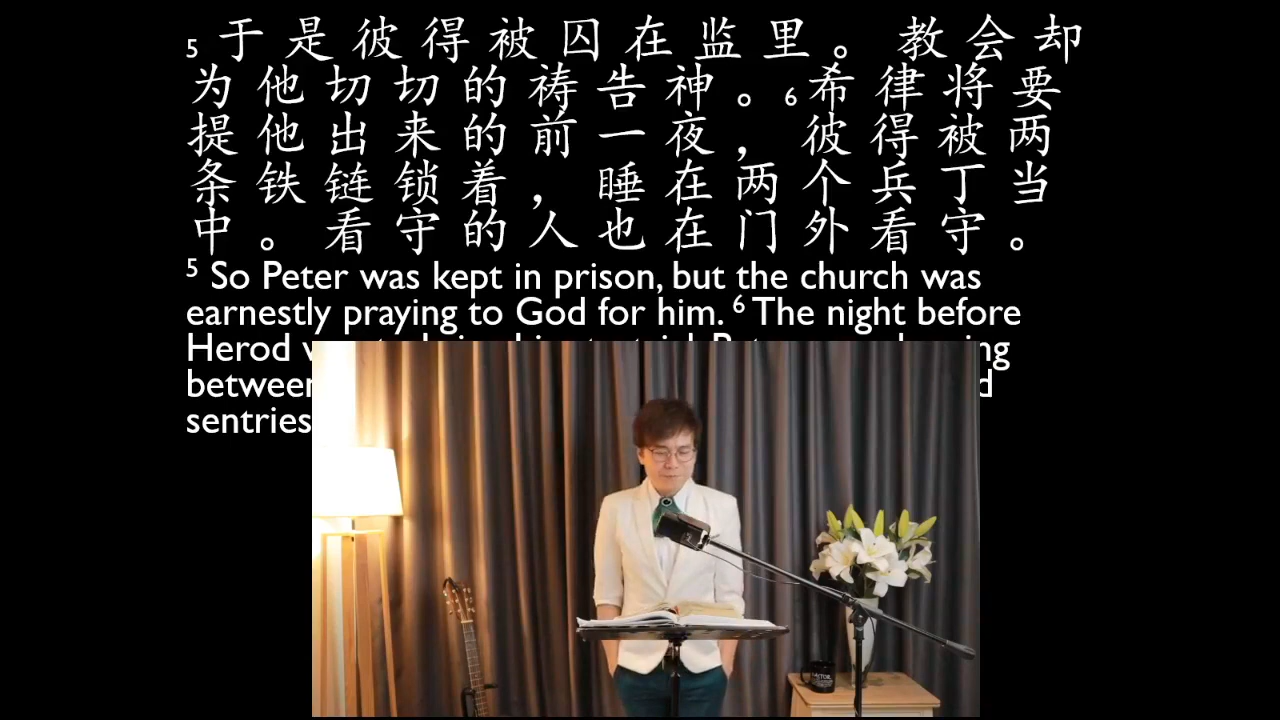 5 于是彼得被囚在监里。教会却
为他切切的祷告神。6希律将要
提他出来的前一夜，彼得被两
条铁链锁着，睡在两个兵丁当
中。看守的人也在门外看守。
5 So Peter was kept in prison, but the church was
earnestly praying to God for him. 6 The night before
Herod
between
sentries